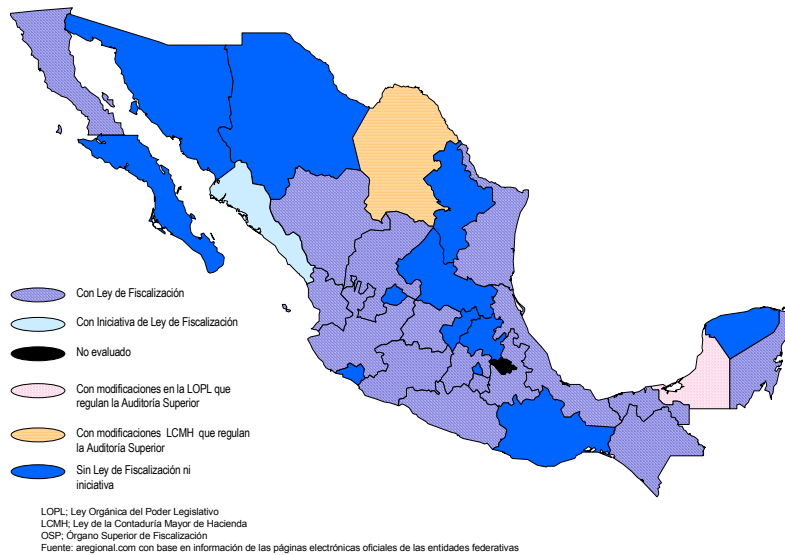 Con Ley de Fiscalización
Con Iniciativa de Ley de Fiscalización
No evaluado
Con modificaciones en la LOPL que
regulan la Auditoría Superior
Con modificaciones LCMH que regulan
la Auditoría Superior
Sin Ley de Fiscalización ni
iniciativa
LOPL; Ley Orgánica del Poder Legislativo
LCMH; Ley de la Contaduría Mayor de Hacienda
OSP; Órgano Superior de Fiscalización
Fuente: aregional.com con base en información de las páginas electrónicas oficiales de las entidades federativas